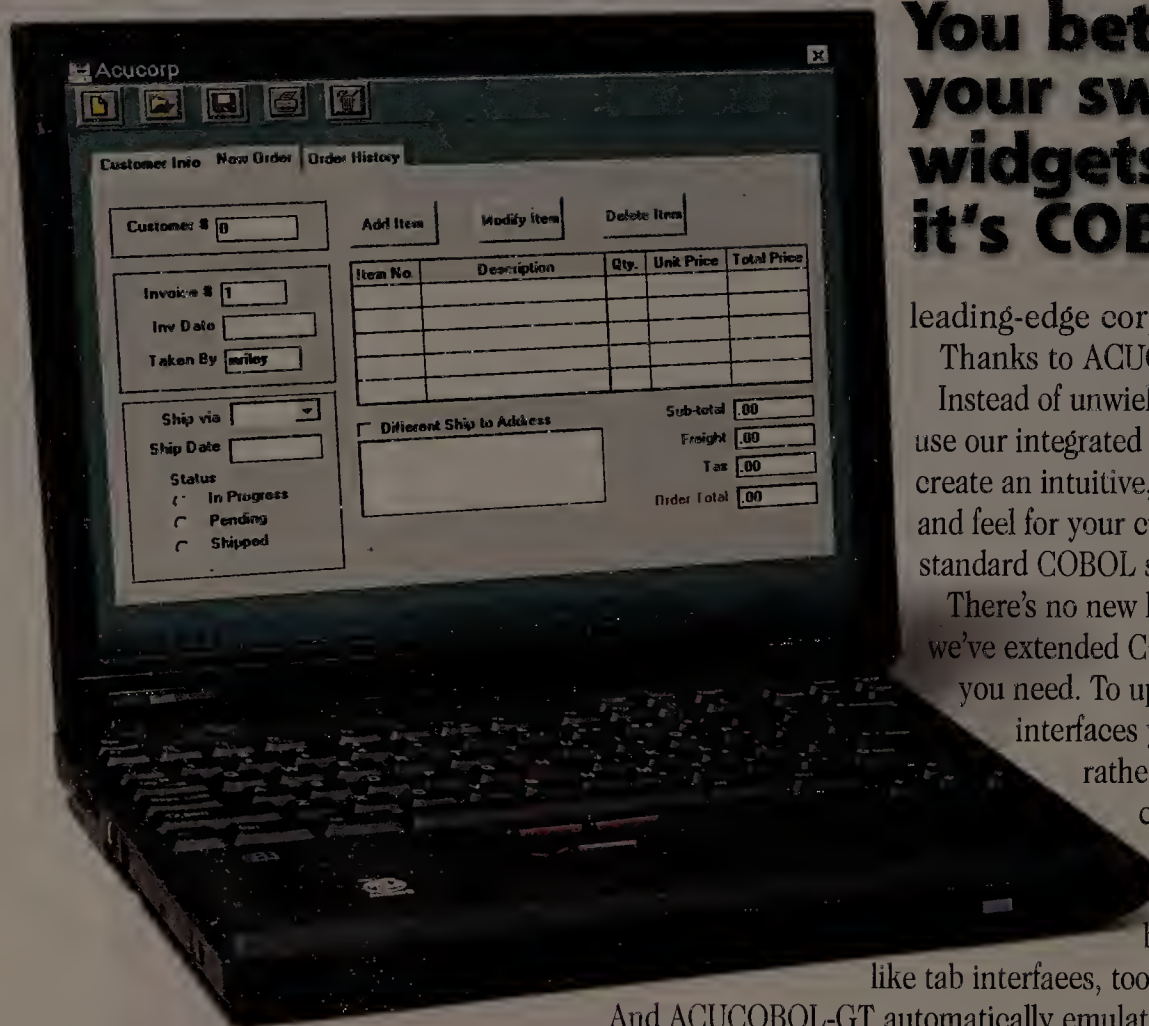 You bet
your sw
widgets
it's COB
Acucorp
Customer Info New Order Order History
Customer # 0
Add Item Modify Item Delete Item
Item No. Description Qty. Unit Price Total Price
Invoice # 1
Inv Date
Taken By mriley
Ship via
Ship Date
Status
In Progress
Pending
Shipped
Different Ship to Address
Sub-total .00
Freight .00
Tax .00
Order Total .00
leading-edge cor
Thanks to ACUC
Instead of unwiel
use our integrated
create an intuitive,
and feel for your c
standard COBOL s
There's no new l
we've extended C
you need. To up
interfaces y
rathe
c
b
like tab interfaees, too
And ACUCOBOL-GT automatically emulat